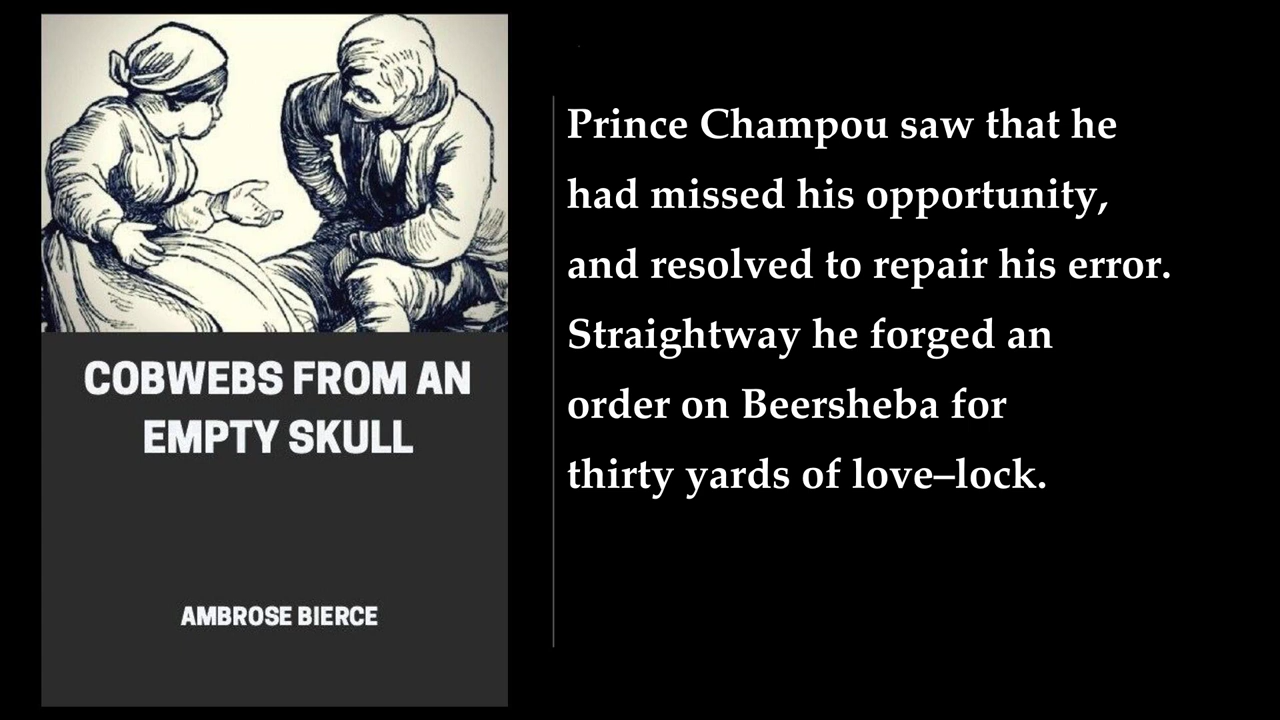 COBWEBS FROM AN
EMPTY SKULL
AMBROSE BIERCE
Prince Champou saw that he
had missed his opportunity,
and resolved to repair his error.
Straightway he forged an
order on Beersheba for
thirty yards of love–lock.